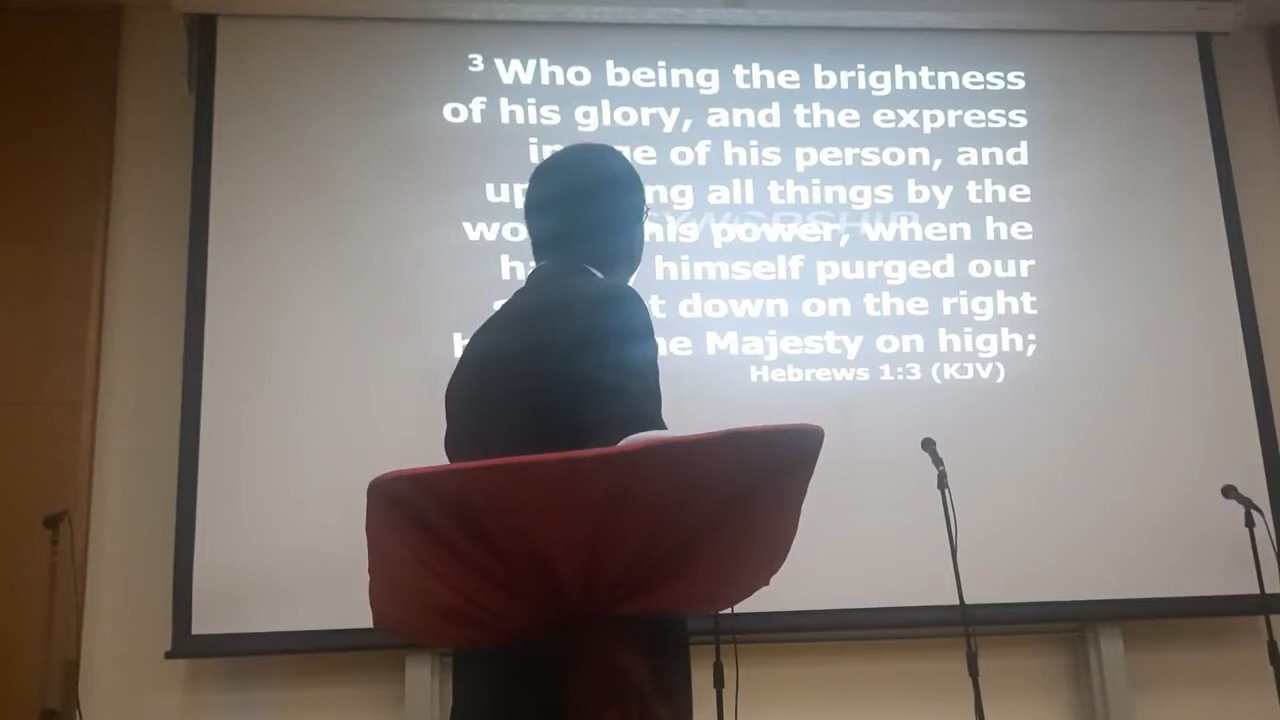 3 Who being the brightness
of his glory, and the express
of his person, and
all things by the
his power, when he
himself purged our
down on the right
Majesty on high;
Hebrews 1:3 (KJV)